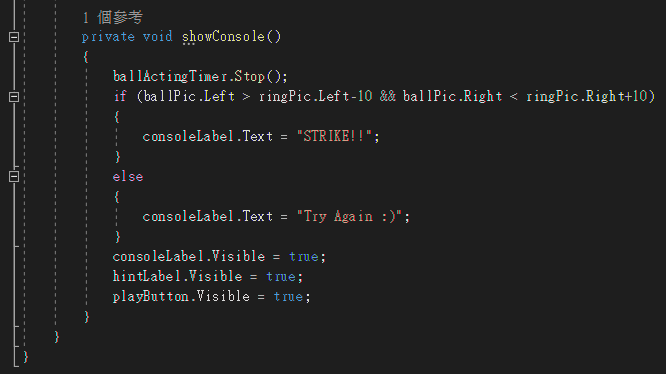 1 個參考
private void showConsole()
{
ballActingTimer.Stop();
if (ballPic.Left > ringPic.Left-10 && ballPic.Right < ringPic.Right+10)
{
consoleLabel.Text = "STRIKE!!";
}
else
{
consoleLabel.Text = "Try Again :)";
}
consoleLabel.Visible = true;
hintLabel.Visible = true;
playButton.Visible = true;
}
}
}